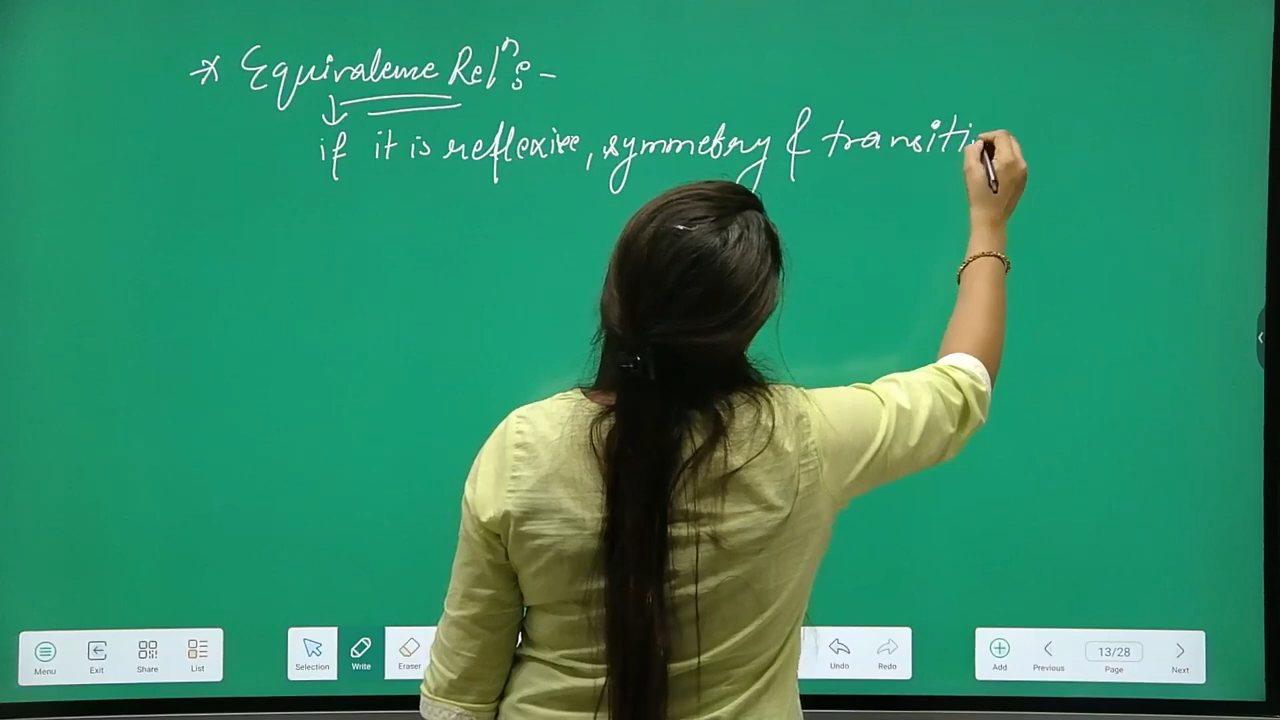 * Equivalence Relⁿs :-
if it is reflexive, symmetry & transiti
Menu
Exit
Share
List
Selection
Write
Eraser
Undo
Redo
Add
Previous
13/28
Page
Next